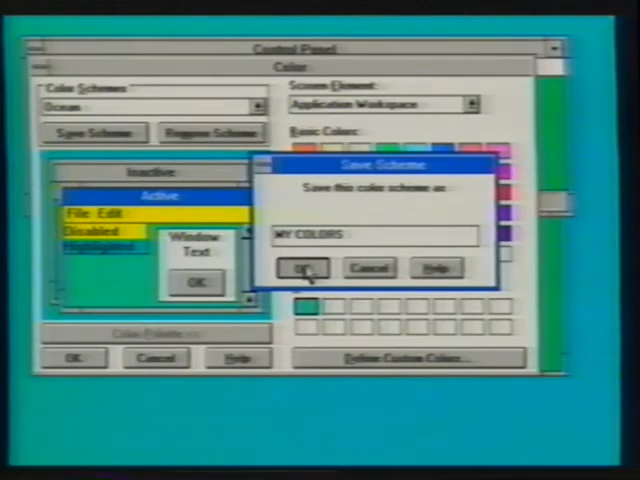 Control Panel
Color
Color Schemes
Ocean
Save Scheme
Remove Scheme
Screen Element:
Application Workspace
Basic Colors:
Inactive
Active
File Edit
Disabled
Highlighted
Window
Text
OK
Save Scheme
Save this color scheme as
MY COLORS
OK
Cancel
Help
Color Palette >>
OK
Cancel
Help
Define Custom Colors...